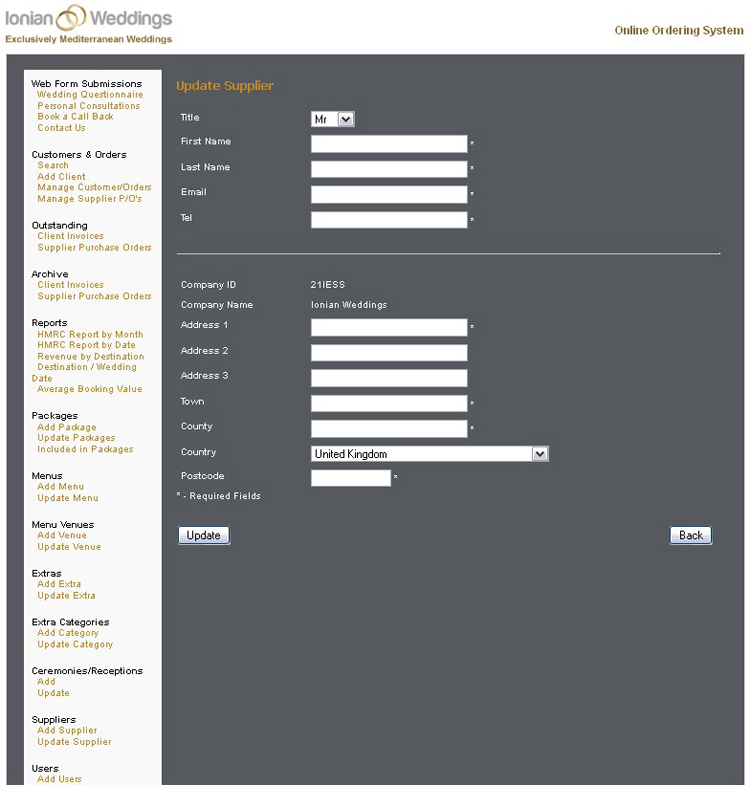 Ionian Weddings
Exclusively Mediterranean Weddings
Online Ordering System
Web Form Submissions
Wedding Questionnaire
Personal Consultations
Book a Call Back
Contact Us
Customers & Orders
Search
Add Client
Manage Customer/Orders
Manage Supplier P/O's
Outstanding
Client Invoices
Supplier Purchase Orders
Archive
Client Invoices
Supplier Purchase Orders
Reports
HMRC Report by Month
HMRC Report by Date
Revenue by Destination
Destination / Wedding
Date
Average Booking Value
Packages
Add Package
Update Packages
Included in Packages
Menus
Add Menu
Update Menu
Menu Venues
Add Venue
Update Venue
Extras
Add Extra
Update Extra
Extra Categories
Add Category
Update Category
Ceremonies/Receptions
Add
Update
Suppliers
Add Supplier
Update Supplier
Users
Add Users
Update Supplier
Title Mr
First Name *
Last Name *
Email *
Tel *
Company ID 21IESS
Company Name Ionian Weddings
Address 1 *
Address 2
Address 3
Town *
County *
Country United Kingdom
Postcode *
* - Required Fields
Update Back